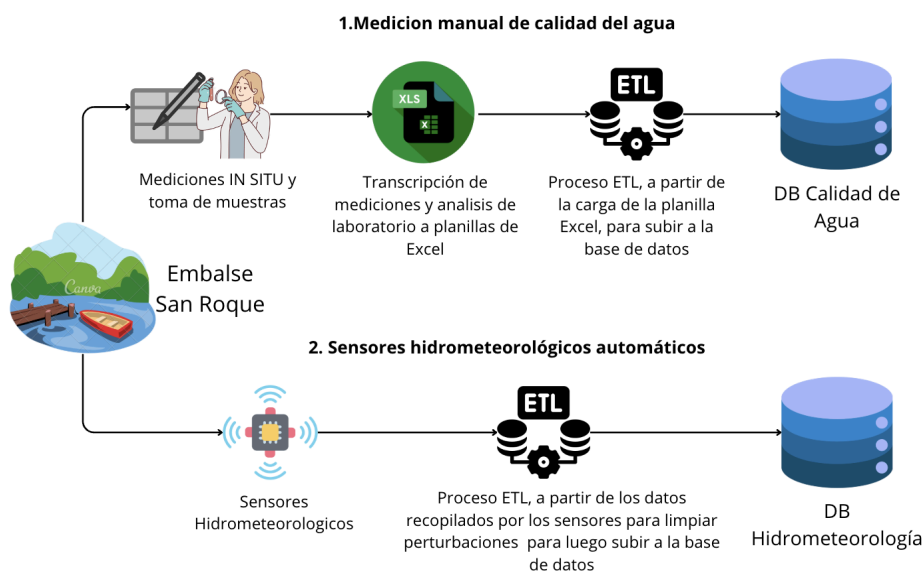 1.Medicion manual de calidad del agua
XLS
X
ETL
Mediciones IN SITU y
toma de muestras
Transcripción de
mediciones y analisis de
laboratorio a planillas de
Excel
Proceso ETL, a partir de
la carga de la planilla
Excel, para subir a la
base de datos
DB Calidad de
Agua
Canva
Embalse
San Roque
2. Sensores hidrometeorológicos automáticos
ETL
Sensores
Hidrometeorologicos
Proceso ETL, a partir de los datos
recopilados por los sensores para limpiar
perturbaciones para luego subir a la base
de datos
DB
Hidrometeorología